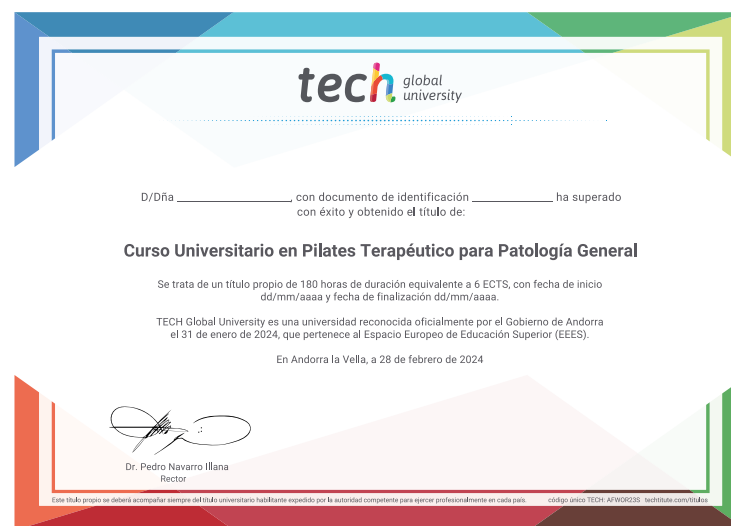 tech global university
D/Dña ____________, con documento de identificación ____________ ha superado
con éxito y obtenido el título de:
Curso Universitario en Pilates Terapéutico para Patología General
Se trata de un título propio de 180 horas de duración equivalente a 6 ECTS, con fecha de inicio
dd/mm/aaaa y fecha de finalización dd/mm/aaaa.
TECH Global University es una universidad reconocida oficialmente por el Gobierno de Andorra
el 31 de enero de 2024, que pertenece al Espacio Europeo de Educación Superior (EEES).
En Andorra la Vella, a 28 de febrero de 2024
Dr. Pedro Navarro Illana
Rector
Este título propio se deberá acompañar siempre del título universitario habilitante expedido por la autoridad competente para ejercer profesionalmente en cada país. código único TECH: AFWOR23S techtitute.com/titulos